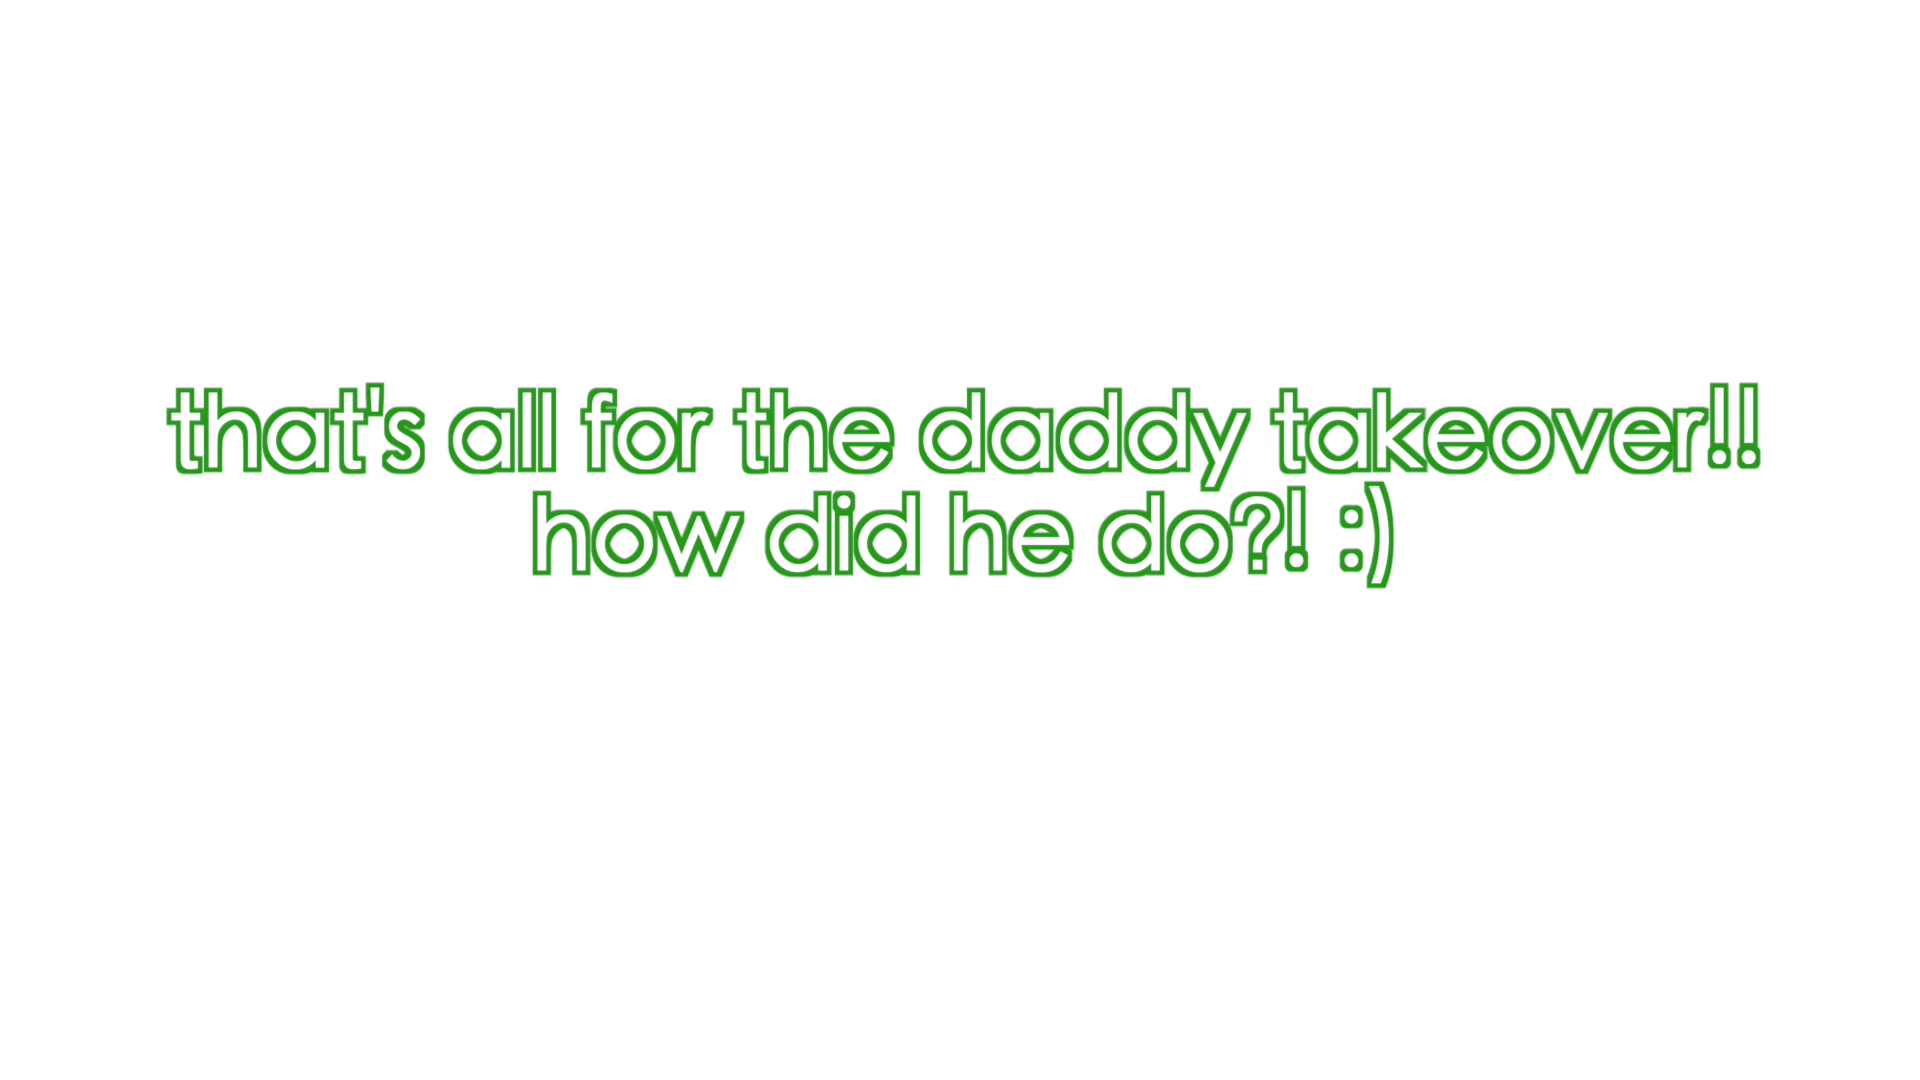 that's all for the daddy takeover!!
how did he do?! :)